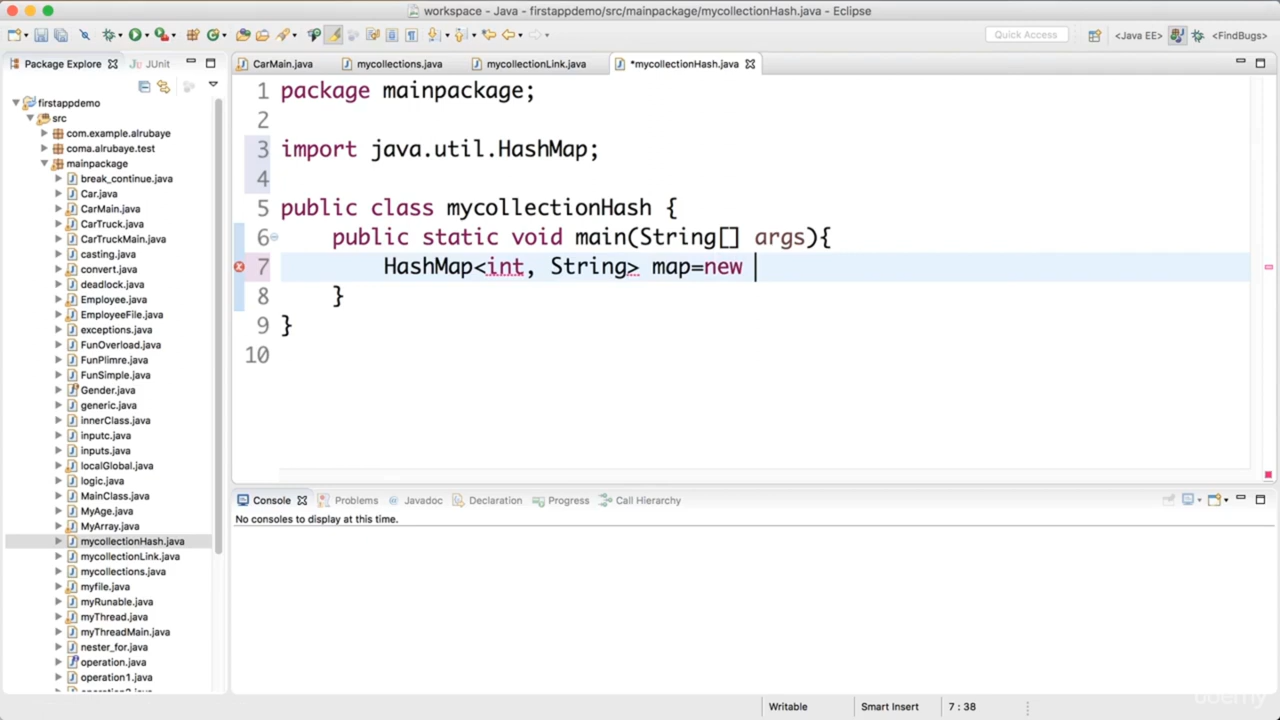 workspace - Java - firstappdemo/src/mainpackage/mycollectionHash.java - Eclipse
Quick Access
<Java EE>
<FindBugs>
Package Explorer
JUnit
CarMain.java
mycollections.java
mycollectionLink.java
*mycollectionHash.java
firstappdemo
src
com.example.alrubaye
coma.alrubaye.test
mainpackage
break_continue.java
Car.java
CarMain.java
CarTruck.java
CarTruckMain.java
casting.java
convert.java
deadlock.java
Employee.java
EmployeeFile.java
exceptions.java
FunOverload.java
FunPlimre.java
FunSimple.java
Gender.java
generic.java
innerClass.java
inputc.java
inputs.java
localGlobal.java
logic.java
MainClass.java
MyAge.java
MyArray.java
mycollectionHash.java
mycollectionLink.java
mycollections.java
myfile.java
myRunable.java
myThread.java
myThreadMain.java
nester_for.java
operation.java
operation1.java
1 package mainpackage;
2
3 import java.util.HashMap;
4
5 public class mycollectionHash {
6 public static void main(String[] args){
7 HashMap<int, String> map=new
8 }
9 }
10
Console
Problems
Javadoc
Declaration
Progress
Call Hierarchy
No consoles to display at this time.
Writable
Smart Insert
7 : 38
udemy